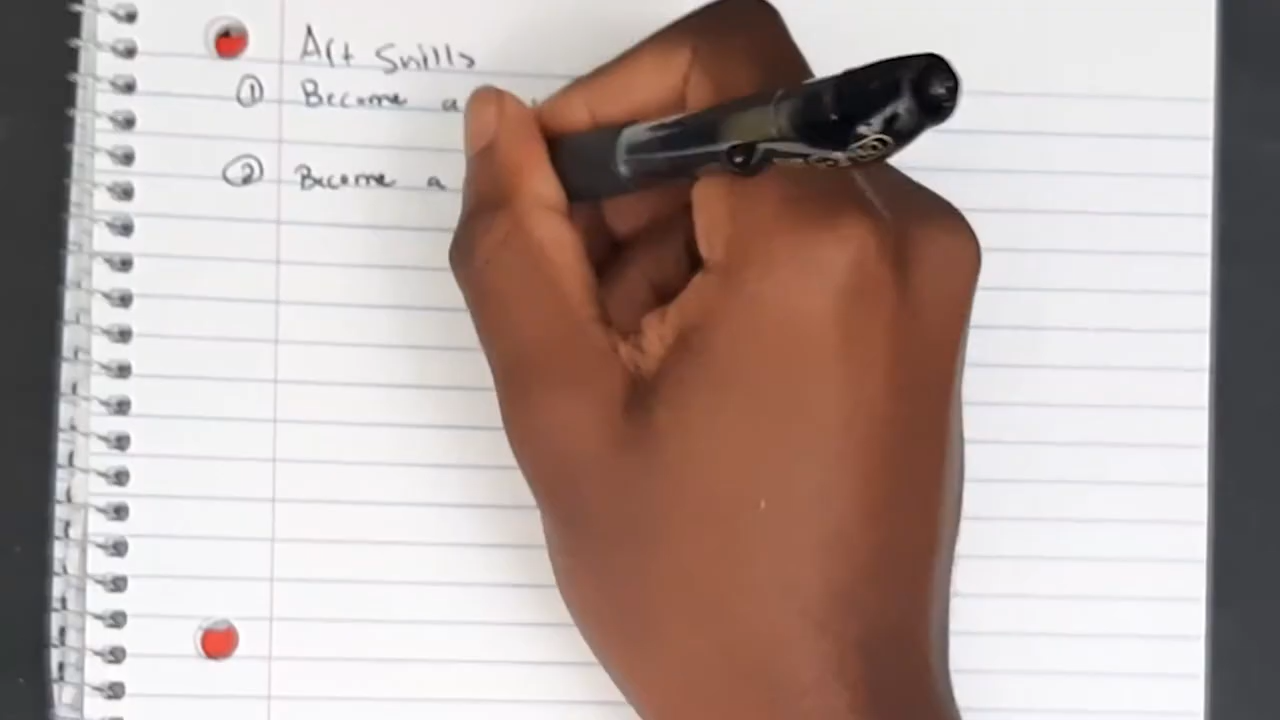 Art Skills
① Become a
② Become a